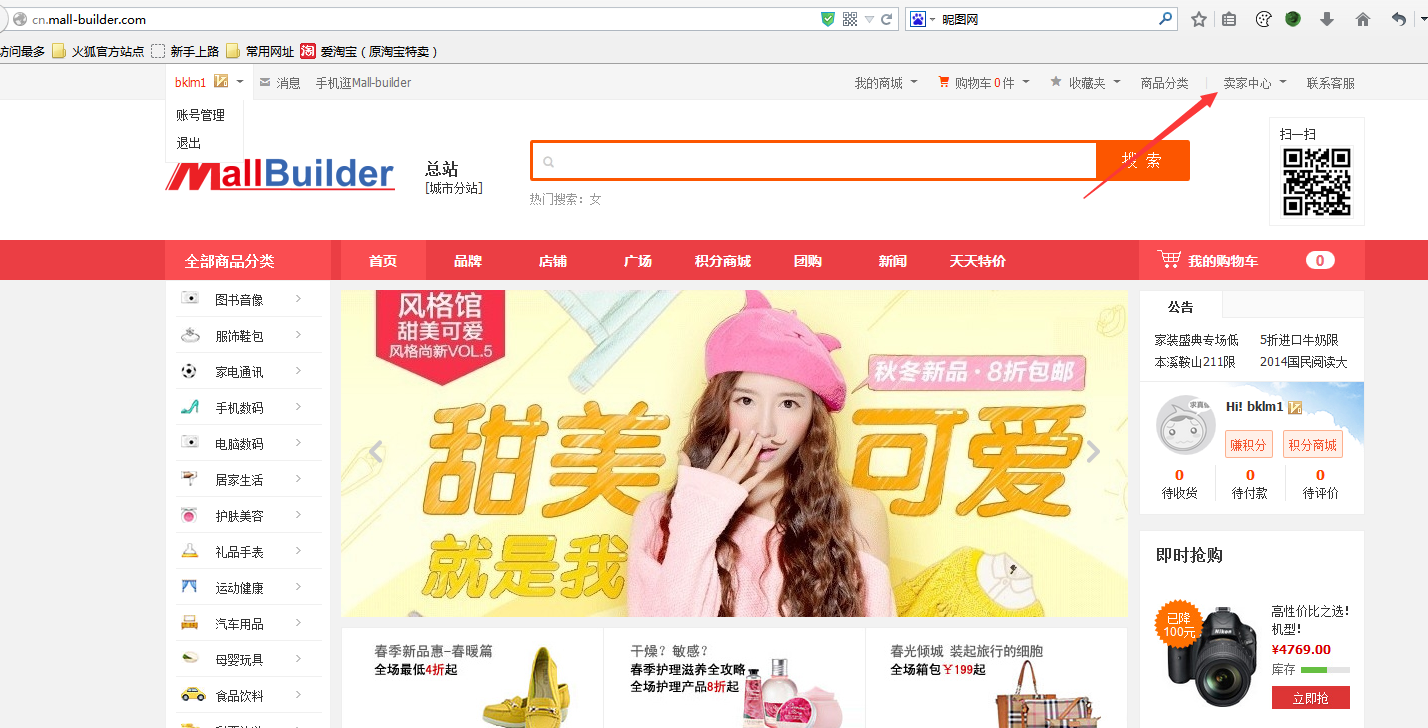 cn.mall-builder.com
昵图网
访问最多 火狐官方站点 新手上路 常用网址 淘 爱淘宝（原淘宝特卖）
bklm1 消息 手机逛Mall-builder 我的商城 购物车0件 收藏夹 商品分类 卖家中心 联系客服
账号管理
退出
MallBuilder
总站
[城市分站]
搜 索
热门搜索：女
扫一扫
全部商品分类 首页 品牌 店铺 广场 积分商城 团购 新闻 天天特价 我的购物车 0
图书音像
服饰鞋包
家电通讯
手机数码
电脑数码
居家生活
护肤美容
礼品手表
运动健康
汽车用品
母婴玩具
食品饮料
风格馆
甜美可爱
风格尚新VOL.5
秋冬新品·8折包邮
甜美可爱
就是我
公告
家装盛典专场低 5折进口牛奶限
本溪鞍山211限 2014国民阅读大
求真
Hi! bklm1
赚积分 积分商城
0 0 0
待收货 待付款 待评价
即时抢购
已降
100元
Nikon
高性价比之选!
机型!
¥4769.00
库存
立即抢
春季新品惠-春暖篇
全场最低4折起
干燥? 敏感?
春季护理滋养全攻略
全场护理产品8折起
春光倾城 装起旅行的细胞
全场箱包￥199起